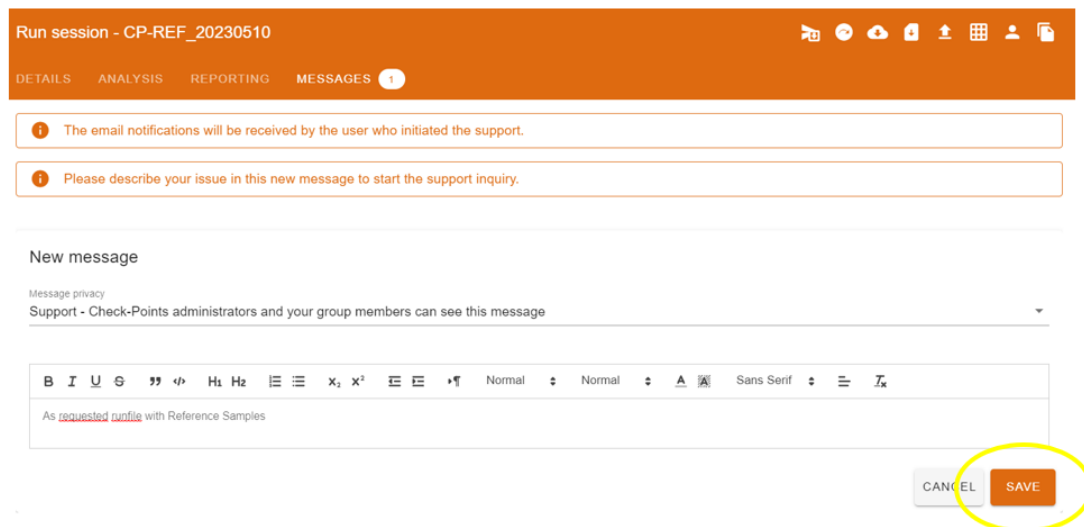 Run session - CP-REF_20230510
DETAILS ANALYSIS REPORTING MESSAGES 1
The email notifications will be received by the user who initiated the support.
Please describe your issue in this new message to start the support inquiry.
New message
Message privacy
Support - Check-Points administrators and your group members can see this message
B I U S ” </> H1 H2 X2 X2 ¶ Normal Normal A A Sans Serif Tx
As requested runfile with Reference Samples
CANCEL SAVE